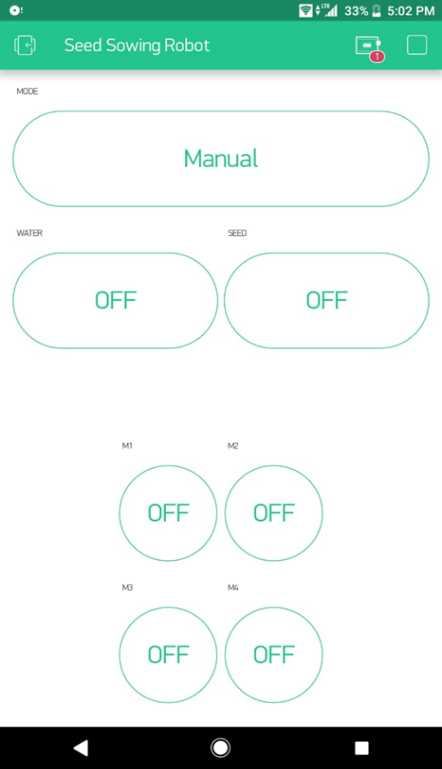 LTE 33% 5:02 PM
Seed Sowing Robot
1
MODE
Manual
WATER SEED
OFF OFF
M1 M2
OFF OFF
M3 M4
OFF OFF